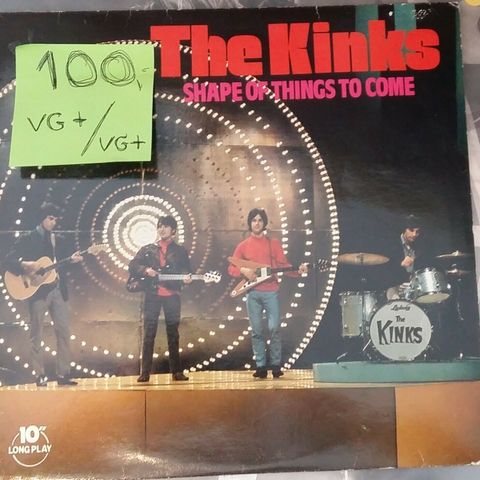 100,-
VG+/VG+
The Kinks
SHAPE OF THINGS TO COME
Ludwig
The
KINKS
10"
LONG PLAY